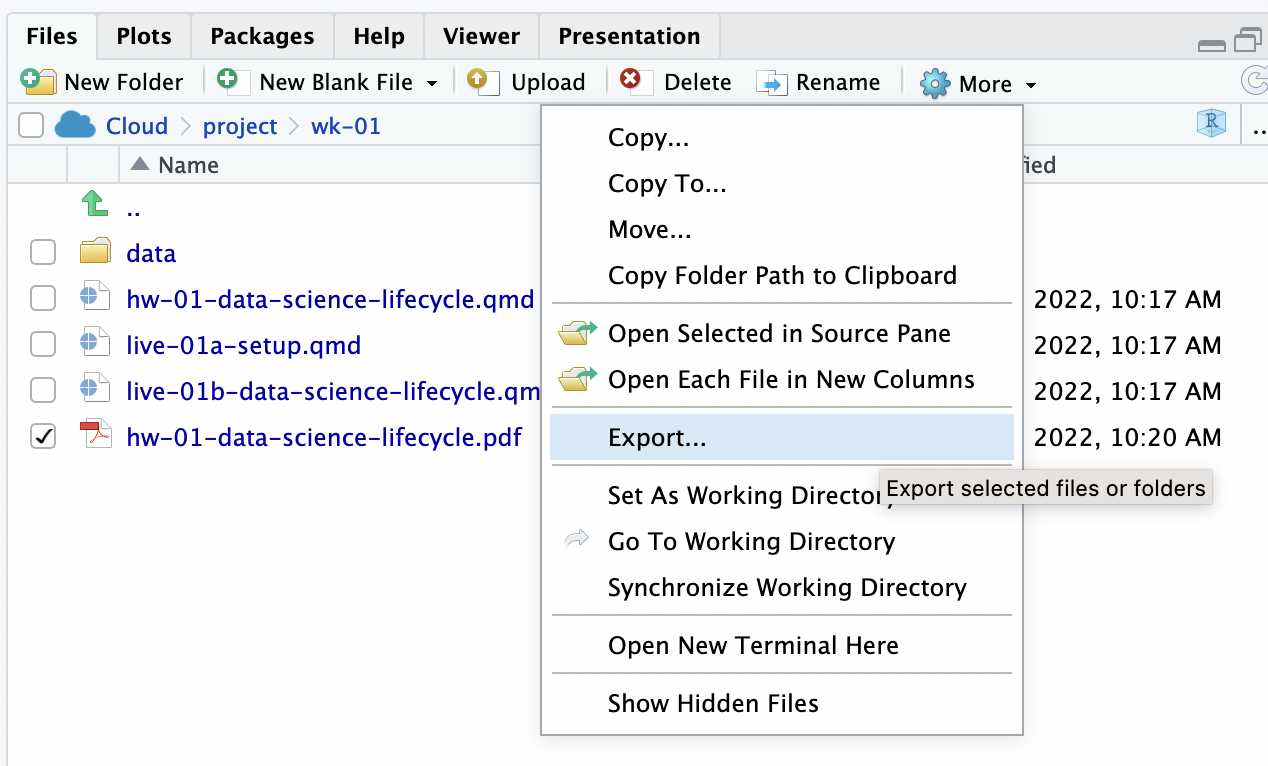 Files Plots Packages Help Viewer Presentation
New Folder New Blank File Upload Delete Rename More
Cloud project wk-01 R ..
Name fied
..
data
hw-01-data-science-lifecycle.qmd 2022, 10:17 AM
live-01a-setup.qmd 2022, 10:17 AM
live-01b-data-science-lifecycle.qm 2022, 10:17 AM
hw-01-data-science-lifecycle.pdf 2022, 10:20 AM
Copy...
Copy To...
Move...
Copy Folder Path to Clipboard
Open Selected in Source Pane
Open Each File in New Columns
Export...
Export selected files or folders
Set As Working Directory
Go To Working Directory
Synchronize Working Directory
Open New Terminal Here
Show Hidden Files